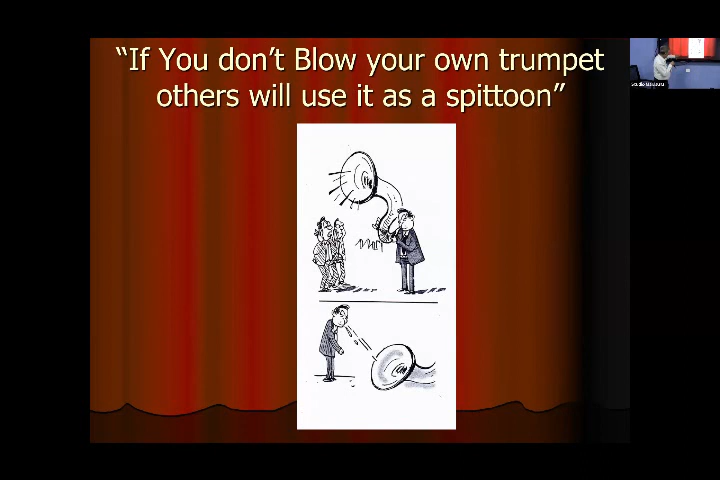 “If You don’t Blow your own trumpet
others will use it as a spittoon”